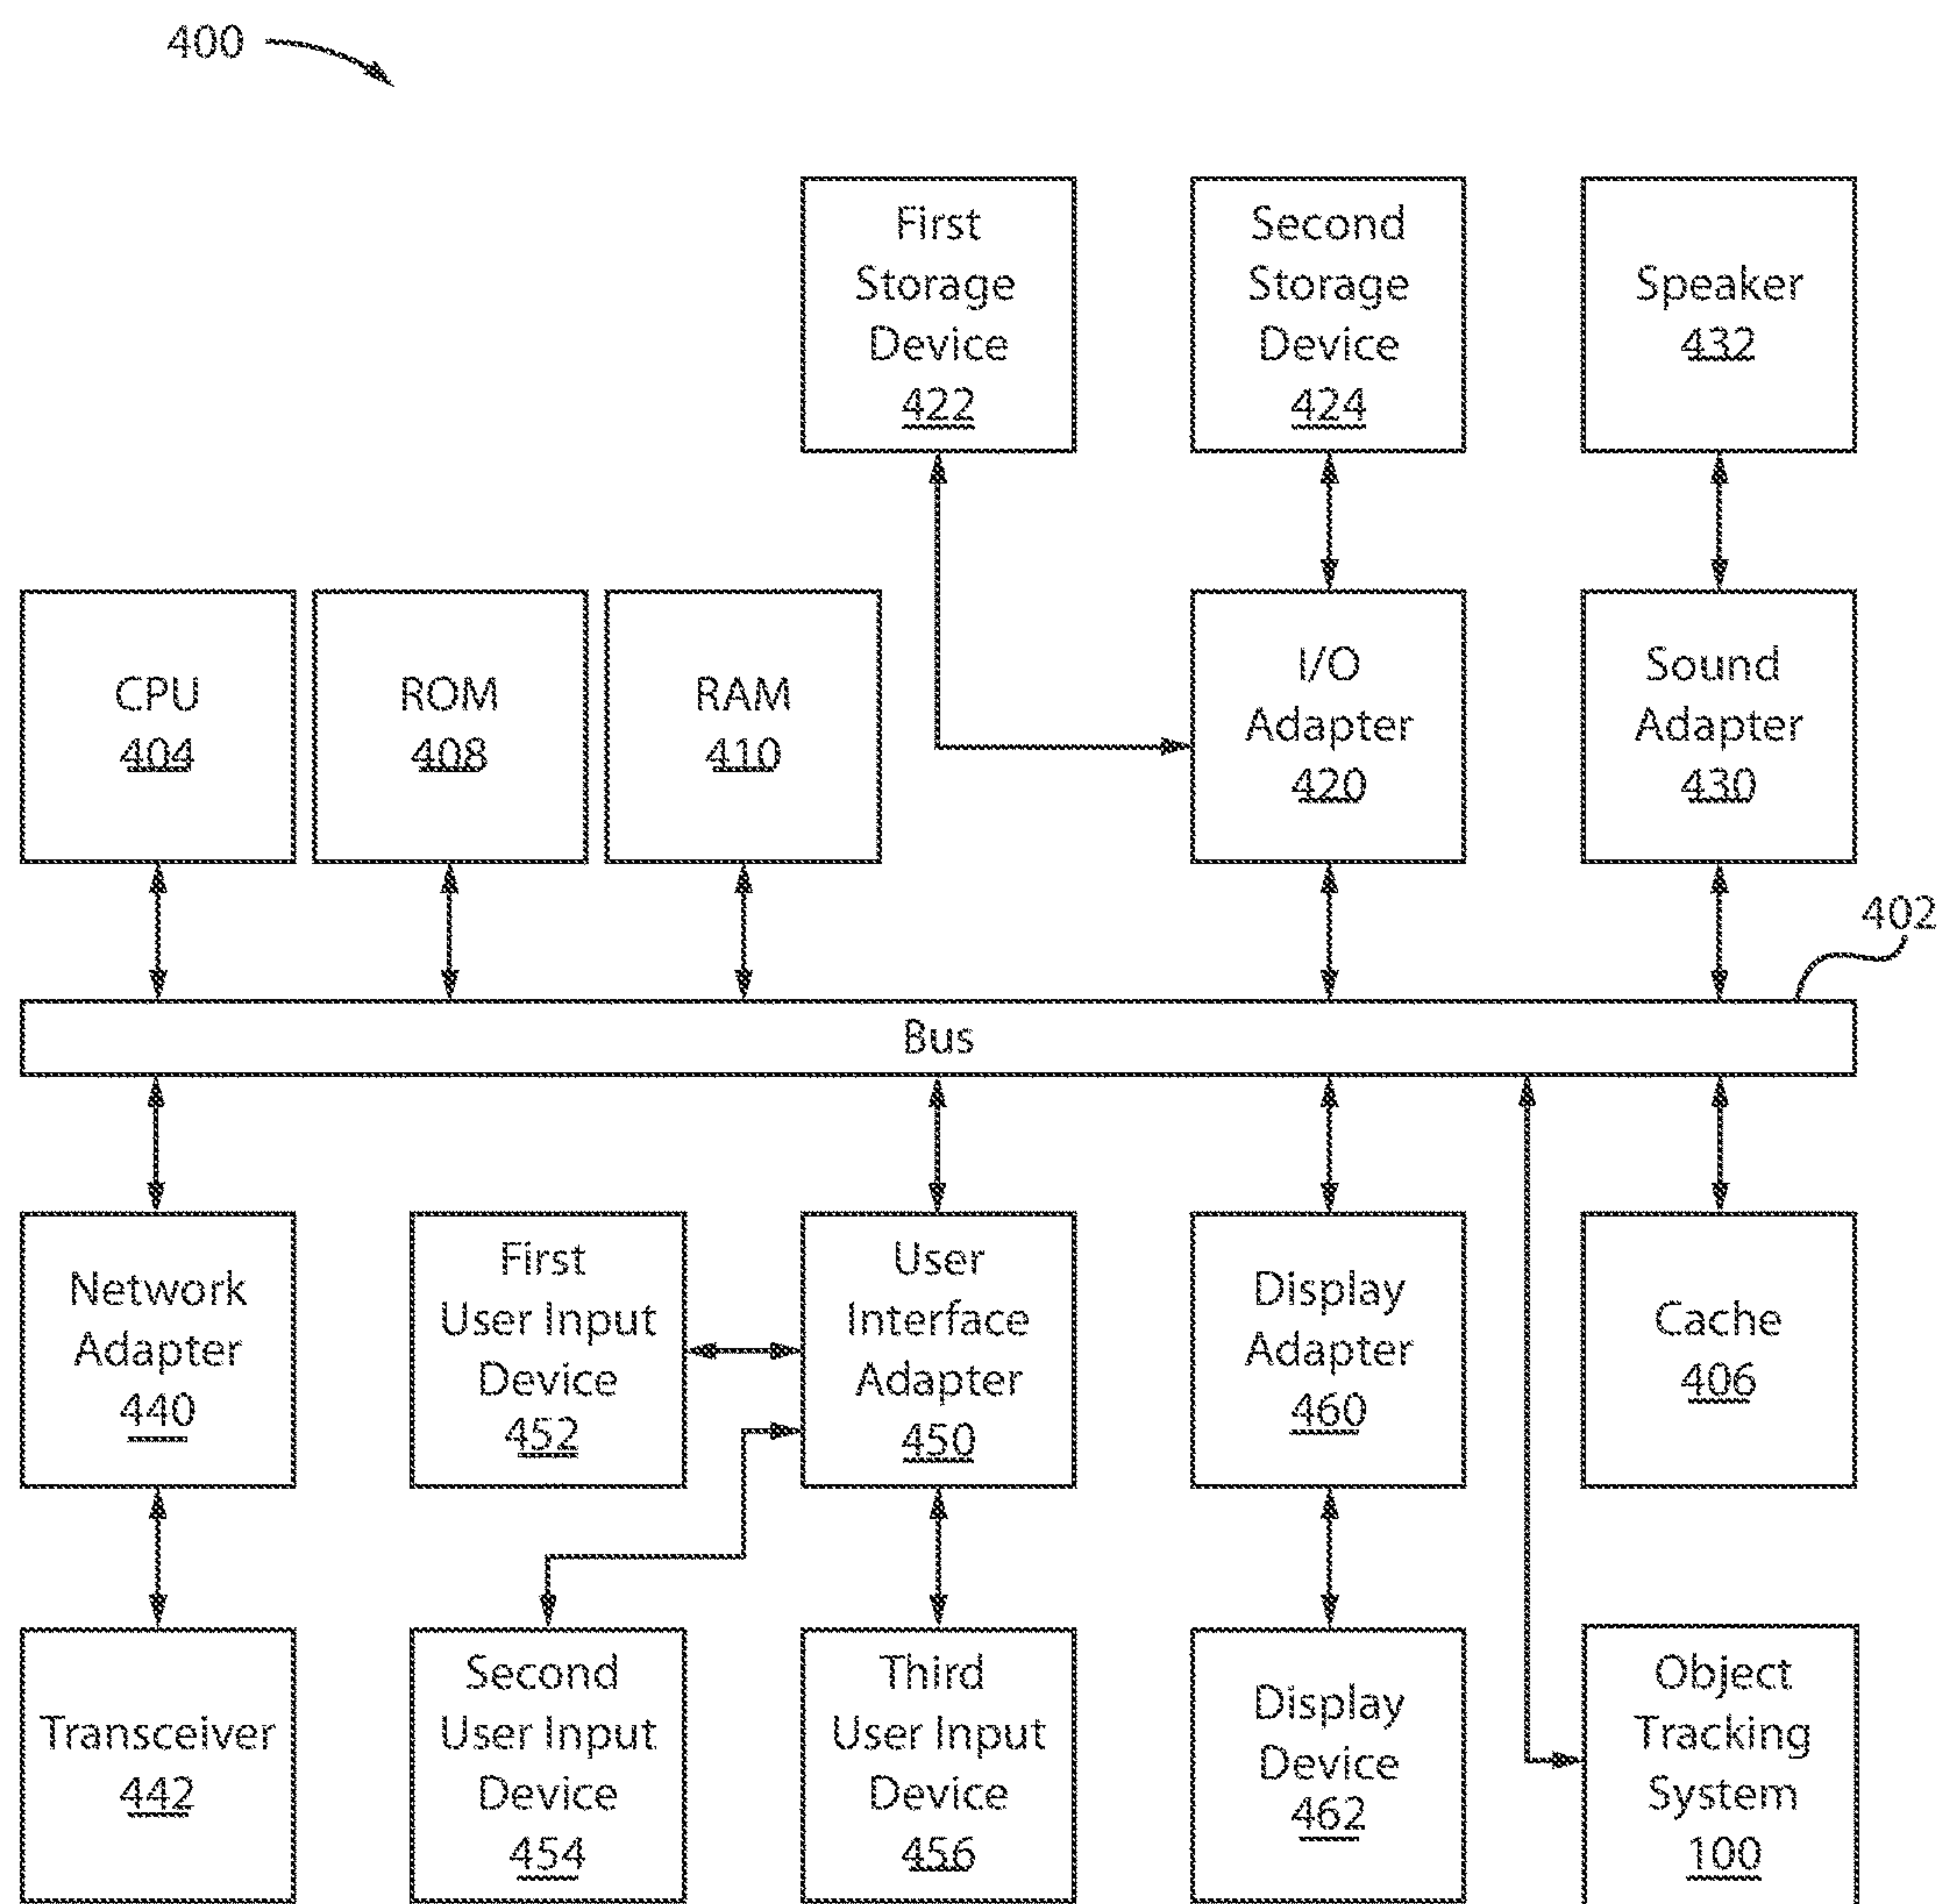 400
First
Storage
Device
422
Second
Storage
Device
424
Speaker
432
CPU
404
ROM
408
RAM
410
I/O
Adapter
420
Sound
Adapter
430
402
Bus
Network
Adapter
440
First
User Input
Device
452
User
Interface
Adapter
450
Display
Adapter
460
Cache
406
Transceiver
442
Second
User Input
Device
454
Third
User Input
Device
456
Display
Device
462
Object
Tracking
System
100